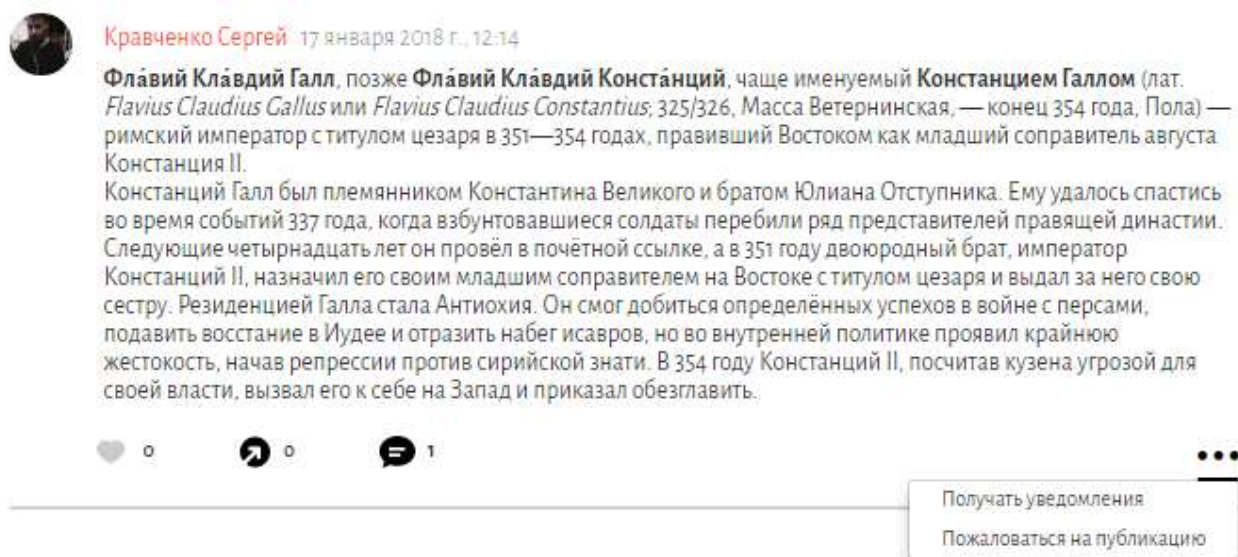 Кравченко Сергей 17 января 2018 г., 12:14
Фла́вий Кла́вдий Галл, позже Фла́вий Кла́вдий Конста́нций, чаще именуемый Констанцием Галлом (лат.
Flavius Claudius Gallus или Flavius Claudius Constantius; 325/326, Масса Ветернинская, — конец 354 года, Пола) —
римский император с титулом цезаря в 351—354 годах, правивший Востоком как младший соправитель августа
Констанция II.
Констанций Галл был племянником Константина Великого и братом Юлиана Отступника. Ему удалось спастись
во время событий 337 года, когда взбунтовавшиеся солдаты перебили ряд представителей правящей династии.
Следующие четырнадцать лет он провёл в почётной ссылке, а в 351 году двоюродный брат, император
Констанций II, назначил его своим младшим соправителем на Востоке с титулом цезаря и выдал за него свою
сестру. Резиденцией Галла стала Антиохия. Он смог добиться определённых успехов в войне с персами,
подавить восстание в Иудее и отразить набег исавров, но во внутренней политике проявил крайнюю
жестокость, начав репрессии против сирийской знати. В 354 году Констанций II, посчитав кузена угрозой для
своей власти, вызвал его к себе на Запад и приказал обезглавить.
0 0 1
Получать уведомления
Пожаловаться на публикацию